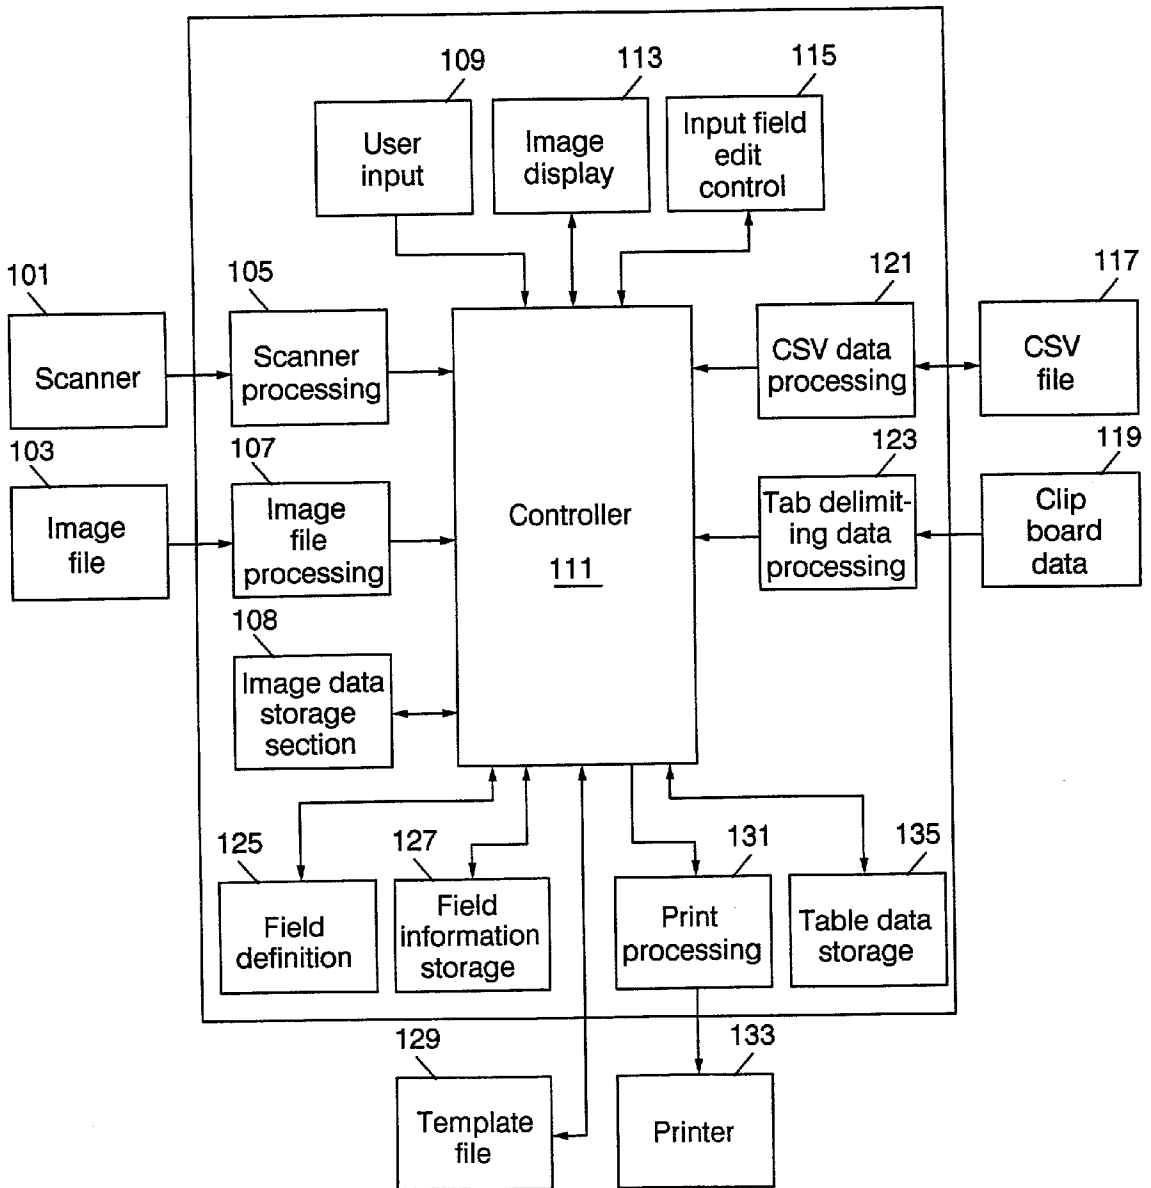 109
113
115
User
input
Image
display
Input field
edit
control
101
105
121
117
Scanner
Scanner
processing
CSV data
processing
CSV
file
103
107
123
119
Image
file
Image
file
processing
Controller
111
Tab delimit-
ing data
processing
Clip
board
data
108
Image data
storage
section
125
127
131
135
Field
definition
Field
information
storage
Print
processing
Table data
storage
129
133
Template
file
Printer